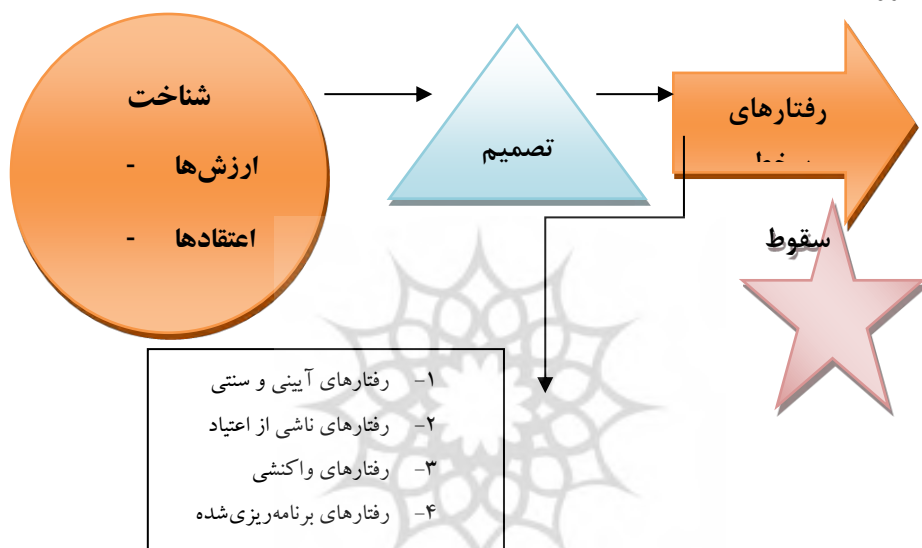 شناخت
- ارزش‌ها
- اعتقادها
تصمیم
رفتارهای
سقوط
۱- رفتارهای آیینی و سنتی
۲- رفتارهای ناشی از اعتیاد
۳- رفتارهای واکنشی
۴- رفتارهای برنامه‌ریزی‌شده